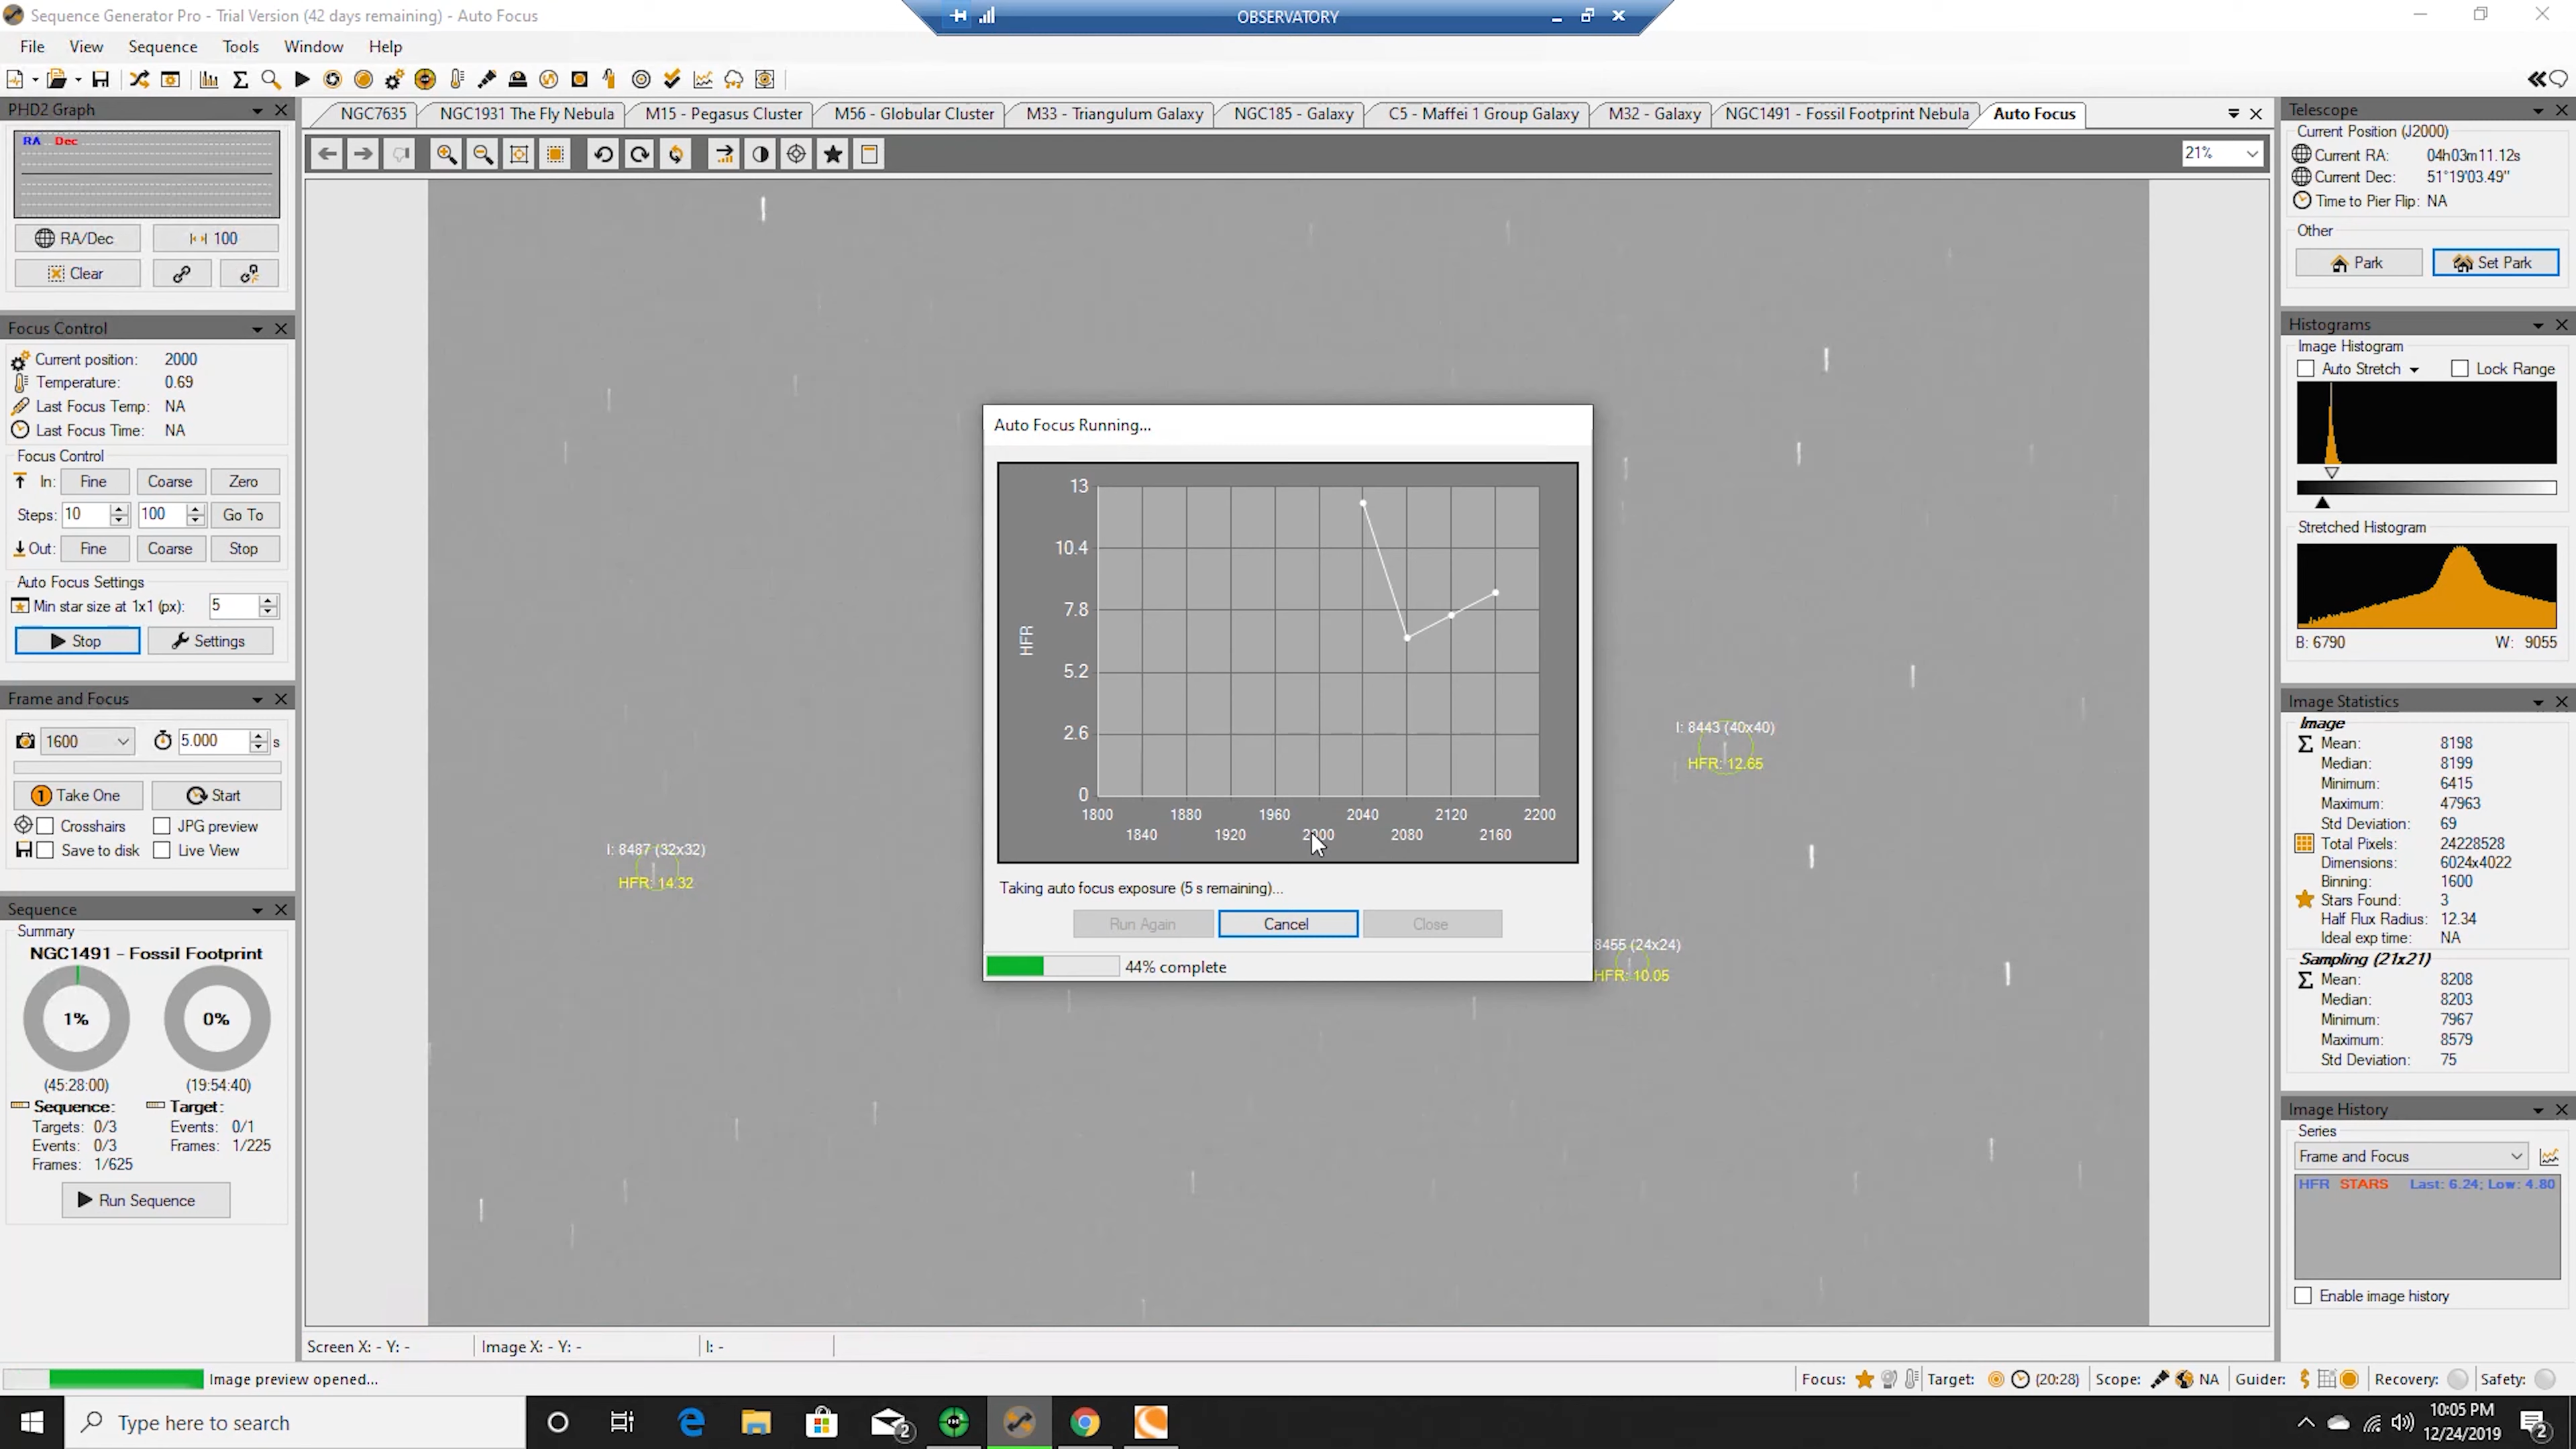 Sequence Generator Pro - Trial Version (42 days remaining) - Auto Focus
OBSERVATORY
File View Sequence Tools Window Help
PHD2 Graph
RA Dec
RA/Dec
100
Clear
Focus Control
Current position: 2000
Temperature: 0.69
Last Focus Temp: NA
Last Focus Time: NA
Focus Control
In: Fine Coarse Zero
Steps: 10 100 Go To
Out: Fine Coarse Stop
Auto Focus Settings
Min star size at 1x1 (px): 5
Stop Settings
Frame and Focus
1600 5.000 s
1 Take One Start
Crosshairs JPG preview
Save to disk Live View
Sequence
Summary
NGC1491 - Fossil Footprint
1% 0%
(45:28:00) (19:54:40)
Sequence: Target:
Targets: 0/3 Events: 0/1
Events: 0/3 Frames: 1/225
Frames: 1/625
Run Sequence
NGC7635 NGC1931 The Fly Nebula M15 - Pegasus Cluster M56 - Globular Cluster M33 - Triangulum Galaxy NGC185 - Galaxy C5 - Maffei 1 Group Galaxy M32 - Galaxy NGC1491 - Fossil Footprint Nebula Auto Focus
21%
I: 8487 (32x32)
HFR: 14.32
Auto Focus Running...
HFR
13
10.4
7.8
5.2
2.6
0
1800 1880 1960 2040 2120 2200
1840 1920 2000 2080 2160
Taking auto focus exposure (5 s remaining)...
Run Again Cancel Close
44% complete
I: 8443 (40x40)
HFR: 12.65
8455 (24x24)
HFR: 10.05
Telescope
Current Position (J2000)
Current RA: 04h03m11.12s
Current Dec: 51°19'03.49"
Time to Pier Flip: NA
Other
Park Set Park
Histograms
Image Histogram
Auto Stretch Lock Range
Stretched Histogram
B: 6790 W: 9055
Image Statistics
Image
Mean: 8198
Median: 8199
Minimum: 6415
Maximum: 47963
Std Deviation: 69
Total Pixels: 24228528
Dimensions: 6024x4022
Binning: 1600
Stars Found: 3
Half Flux Radius: 12.34
Ideal exp time: NA
Sampling (21x21)
Mean: 8208
Median: 8203
Minimum: 7967
Maximum: 8579
Std Deviation: 75
Image History
Series
Frame and Focus
HFR STARS Last: 6.24; Low: 4.80
Enable image history
Screen X: - Y: - Image X: - Y: - I: -
Image preview opened...
Focus: Target: (20:28) Scope: NA Guider: Recovery: Safety:
Type here to search
2
10:05 PM
12/24/2019
2